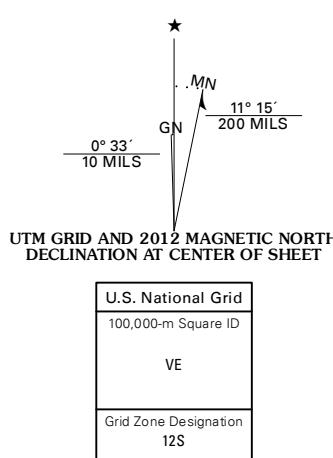 ★
MN
GN
11° 15´
200 MILS
0° 33´
10 MILS
UTM GRID AND 2012 MAGNETIC NORTH
DECLINATION AT CENTER OF SHEET
U.S. National Grid
100,000-m Square ID
VE
Grid Zone Designation
12S